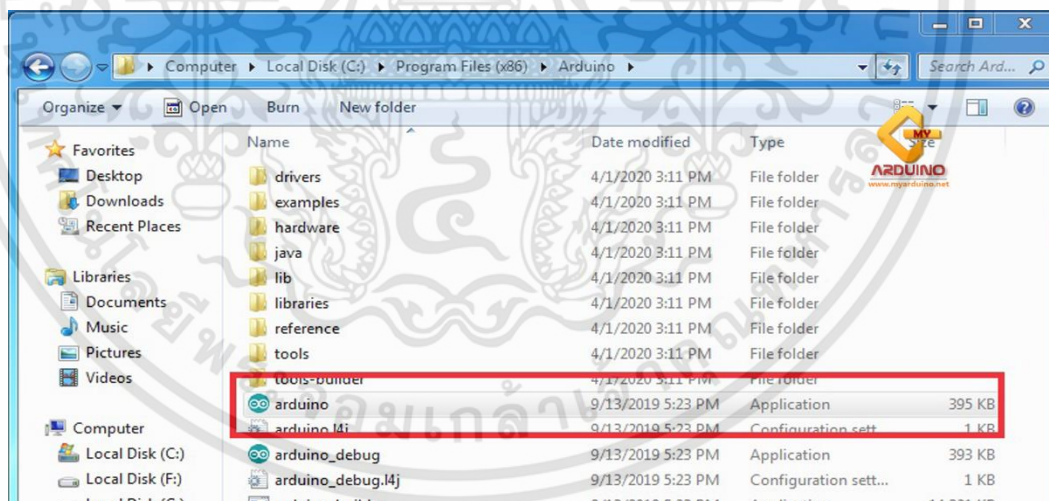 Computer ▸ Local Disk (C:) ▸ Program Files (x86) ▸ Arduino ▸ Search Ard...
Organize Open Burn New folder
Name Date modified Type Size
MY
ARDUINO
www.myarduino.net
Favorites
Desktop
Downloads
Recent Places
Libraries
Documents
Music
Pictures
Videos
Computer
Local Disk (C:)
Local Disk (F:)
drivers 4/1/2020 3:11 PM File folder
examples 4/1/2020 3:11 PM File folder
hardware 4/1/2020 3:11 PM File folder
java 4/1/2020 3:11 PM File folder
lib 4/1/2020 3:11 PM File folder
libraries 4/1/2020 3:11 PM File folder
reference 4/1/2020 3:11 PM File folder
tools 4/1/2020 3:11 PM File folder
tools-builder 4/1/2020 3:11 PM File folder
arduino 9/13/2019 5:23 PM Application 395 KB
arduino.l4j 9/13/2019 5:23 PM Configuration sett... 1 KB
arduino_debug 9/13/2019 5:23 PM Application 393 KB
arduino_debug.l4j 9/13/2019 5:23 PM Configuration sett... 1 KB